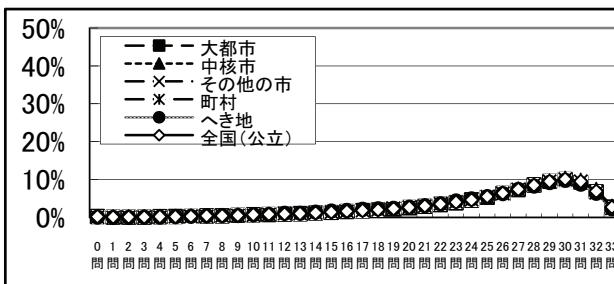 50%
40%
30%
20%
10%
0%
大都市
中核市
その他の市
町村
へき地
全国(公立)
0 1 2 3 4 5 6 7 8 9 10 11 12 13 14 15 16 17 18 19 20 21 22 23 24 25 26 27 28 29 30 31 32 33
問 問 問 問 問 問 問 問 問 問 問 問 問 問 問 問 問 問 問 問 問 問 問 問 問 問 問 問 問 問 問 問 問 問